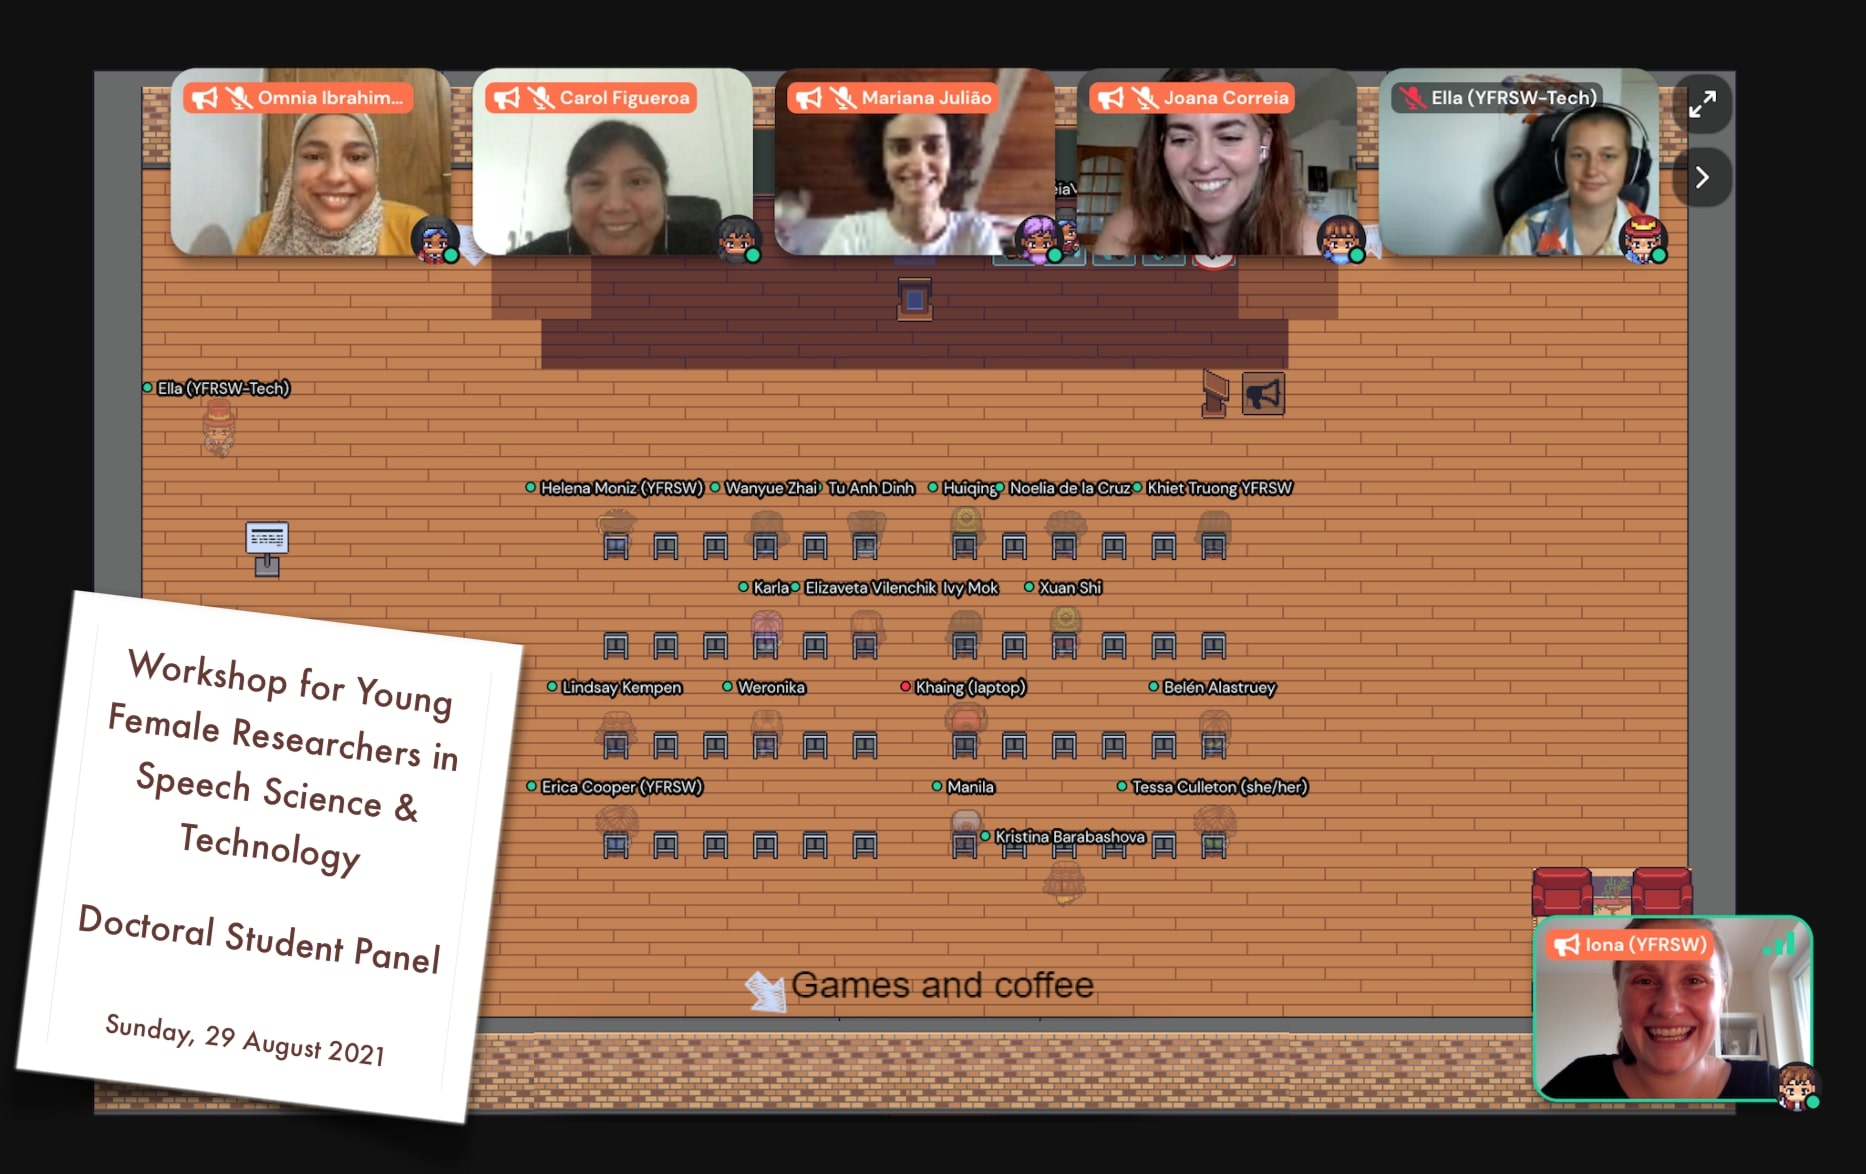 Omnia Ibrahim...
Carol Figueroa
Mariana Julião
Joana Correia
Ella (YFRSW-Tech)
Ella (YFRSW-Tech)
Helena Moniz (YFRSW) Wanyue Zhai Tu Anh Dinh Huiqing Noelia de la Cruz Khiet Truong YFRSW
Karla Elizaveta Vilenchik Ivy Mok Xuan Shi
Lindsay Kempen Weronika Khaing (laptop) Belén Alastruey
Erica Cooper (YFRSW) Manila Tessa Culleton (she/her)
Kristina Barabashova
Games and coffee
Iona (YFRSW)
Workshop for Young
Female Researchers in
Speech Science &
Technology
Doctoral Student Panel
Sunday, 29 August 2021